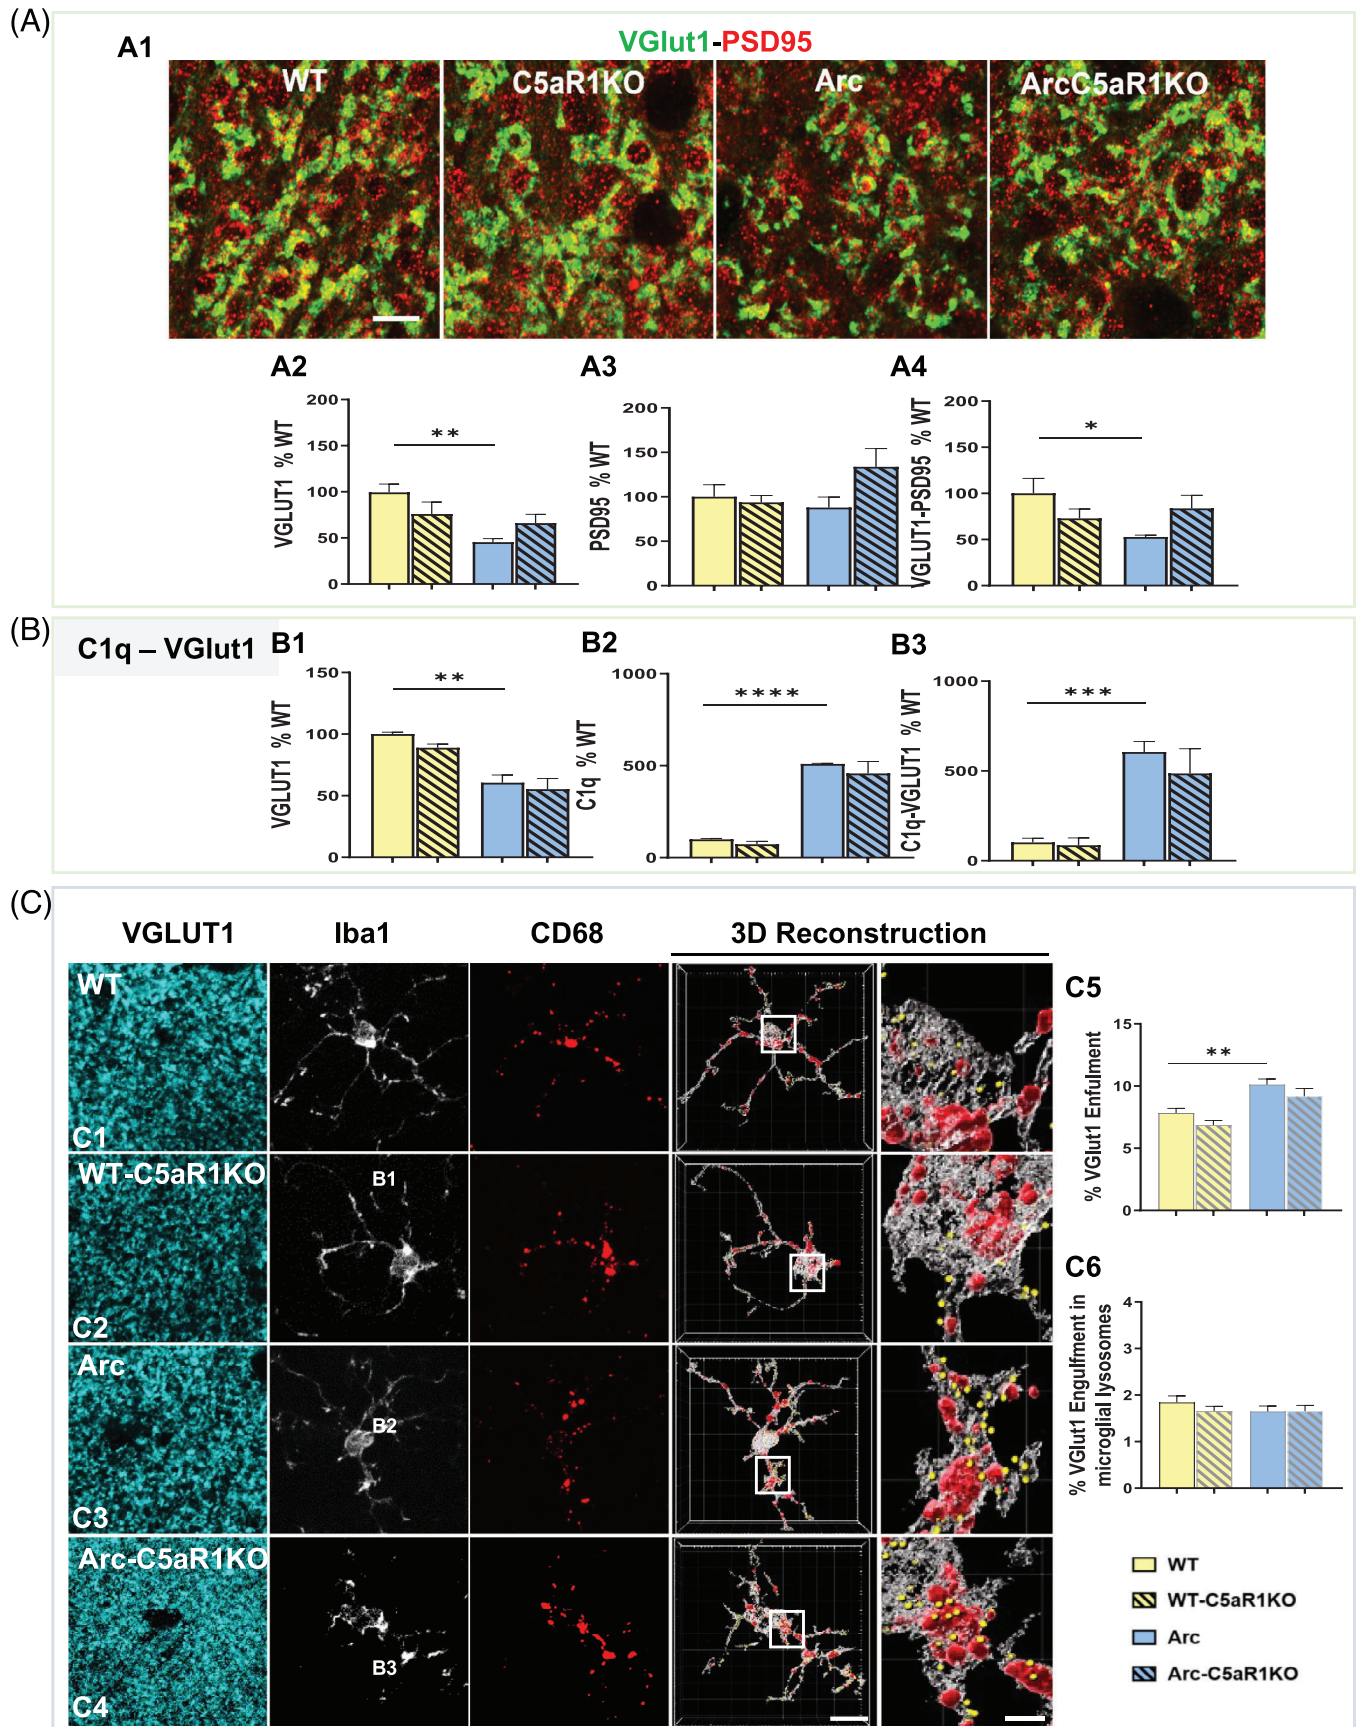 (A)
A1
VGlut1-PSD95
WT
C5aR1KO
Arc
ArcC5aR1KO
A2
VGLUT1 % WT
200
150
100
50
0
**
A3
PSD95 % WT
200
150
100
50
0
A4
VGLUT1-PSD95 % WT
200
150
100
50
0
*
(B)
C1q – VGlut1
B1
VGLUT1 % WT
150
100
50
0
**
B2
C1q % WT
1000
500
0
****
B3
C1q-VGLUT1 % WT
1000
500
0
***
(C)
VGLUT1
Iba1
CD68
3D Reconstruction
WT
C1
WT-C5aR1KO
B1
C2
Arc
B2
C3
Arc-C5aR1KO
B3
C4
C5
% VGlut1 Enfulment
15
10
5
0
**
C6
% VGlut1 Engulfment in
microglial lysosomes
4
3
2
1
0
WT
WT-C5aR1KO
Arc
Arc-C5aR1KO